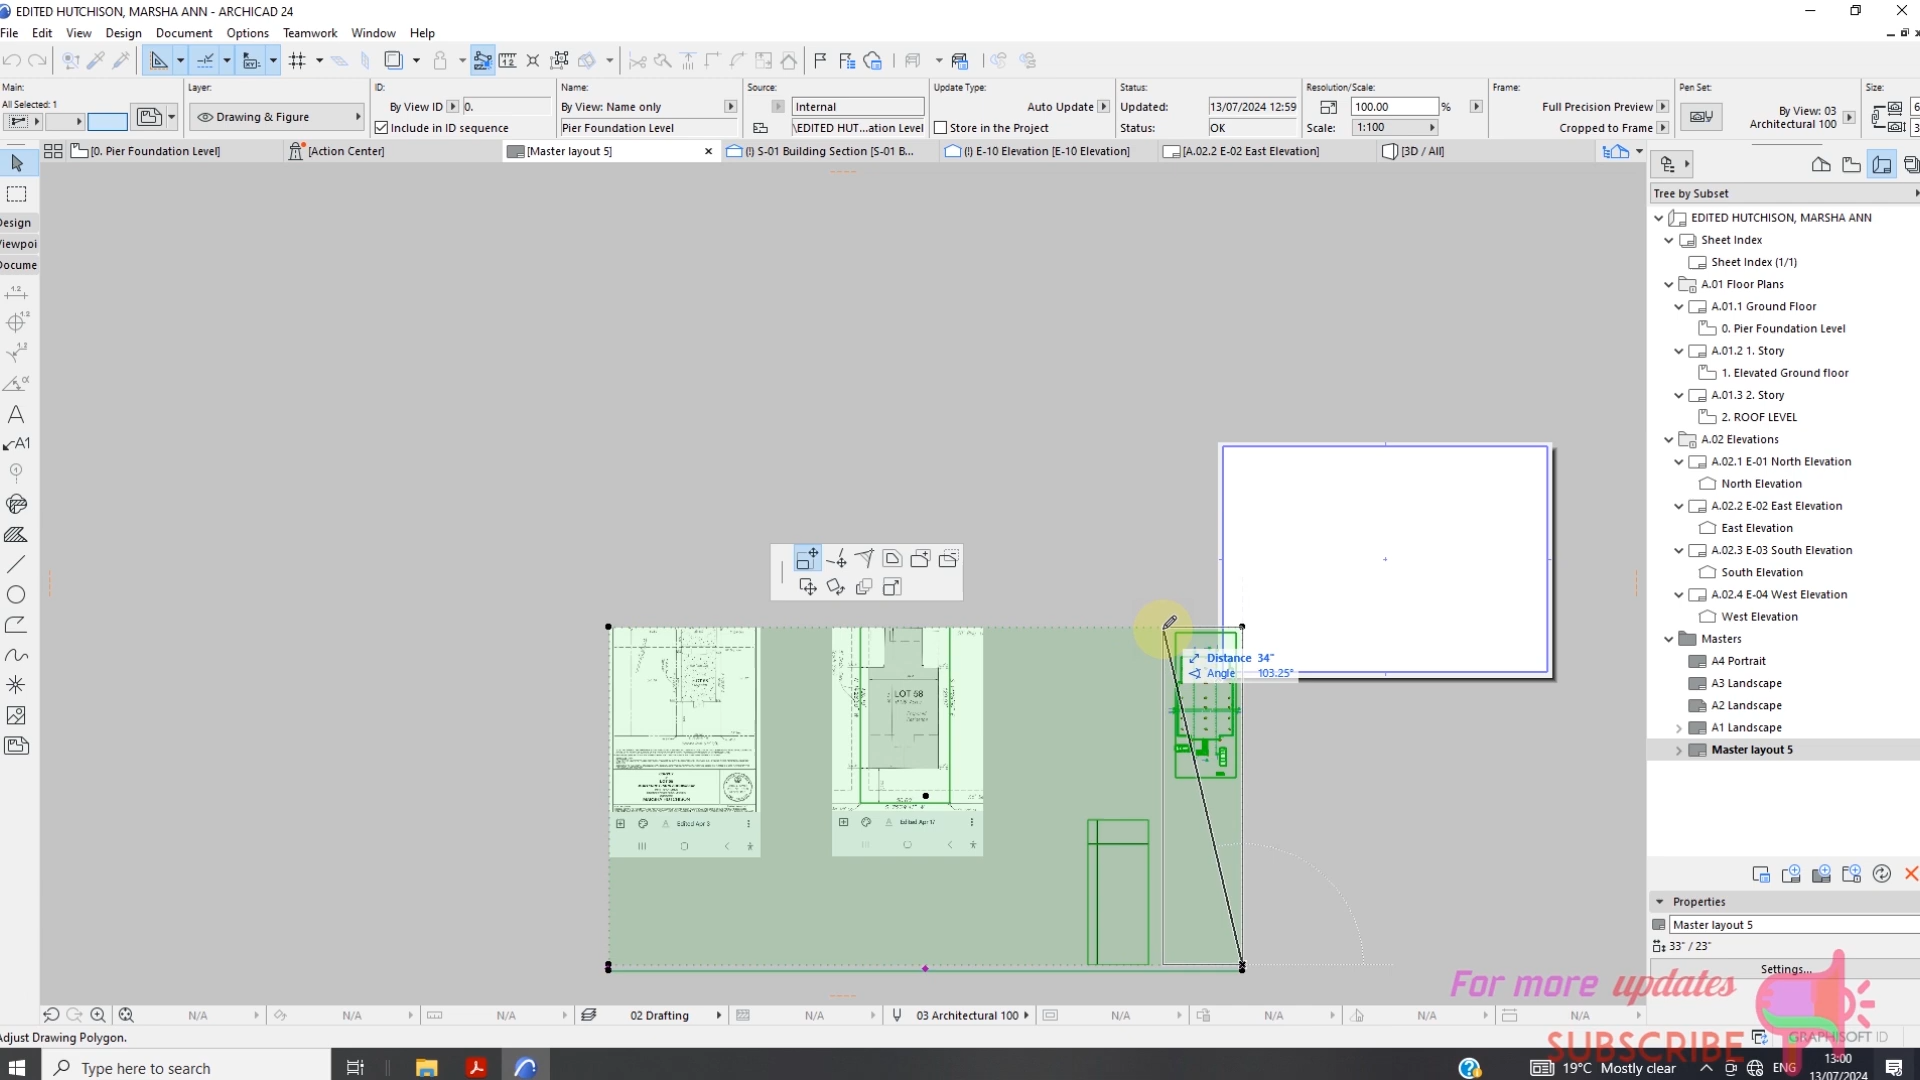 EDITED HUTCHISON, MARSHA ANN - ARCHICAD 24
File Edit View Design Document Options Teamwork Window Help
Main:
All Selected: 1
Layer:
Drawing & Figure
ID:
By View ID
0.
Include in ID sequence
Name:
By View: Name only
Pier Foundation Level
Source:
Internal
\EDITED HUT...ation Level
Update Type:
Auto Update
Store in the Project
Status:
Updated: 13/07/2024 12:59
Status: OK
Resolution/Scale:
100.00 %
Scale: 1:100
Frame:
Full Precision Preview
Cropped to Frame
Pen Set:
By View: 03
Architectural 100
Size:
[0. Pier Foundation Level]
[Action Center]
[Master layout 5]
(!) S-01 Building Section [S-01 B...
(!) E-10 Elevation [E-10 Elevation]
[A.02.2 E-02 East Elevation]
[3D / All]
Design
Viewpoi
Docume
Tree by Subset
EDITED HUTCHISON, MARSHA ANN
Sheet Index
Sheet Index (1/1)
A.01 Floor Plans
A.01.1 Ground Floor
0. Pier Foundation Level
A.01.2 1. Story
1. Elevated Ground floor
A.01.3 2. Story
2. ROOF LEVEL
A.02 Elevations
A.02.1 E-01 North Elevation
North Elevation
A.02.2 E-02 East Elevation
East Elevation
A.02.3 E-03 South Elevation
South Elevation
A.02.4 E-04 West Elevation
West Elevation
Masters
A4 Portrait
A3 Landscape
A2 Landscape
A1 Landscape
Master layout 5
Distance 34"
Angle 103.25°
LOT 58
Edited Apr 3
Edited Apr 17
Properties
Master layout 5
33" / 23"
Settings...
For more updates
SUBSCRIBE
GRAPHISOFT ID
N/A
N/A
N/A
02 Drafting
N/A
03 Architectural 100
N/A
N/A
N/A
N/A
Adjust Drawing Polygon.
Type here to search
19°C Mostly clear
ENG
13:00
13/07/2024